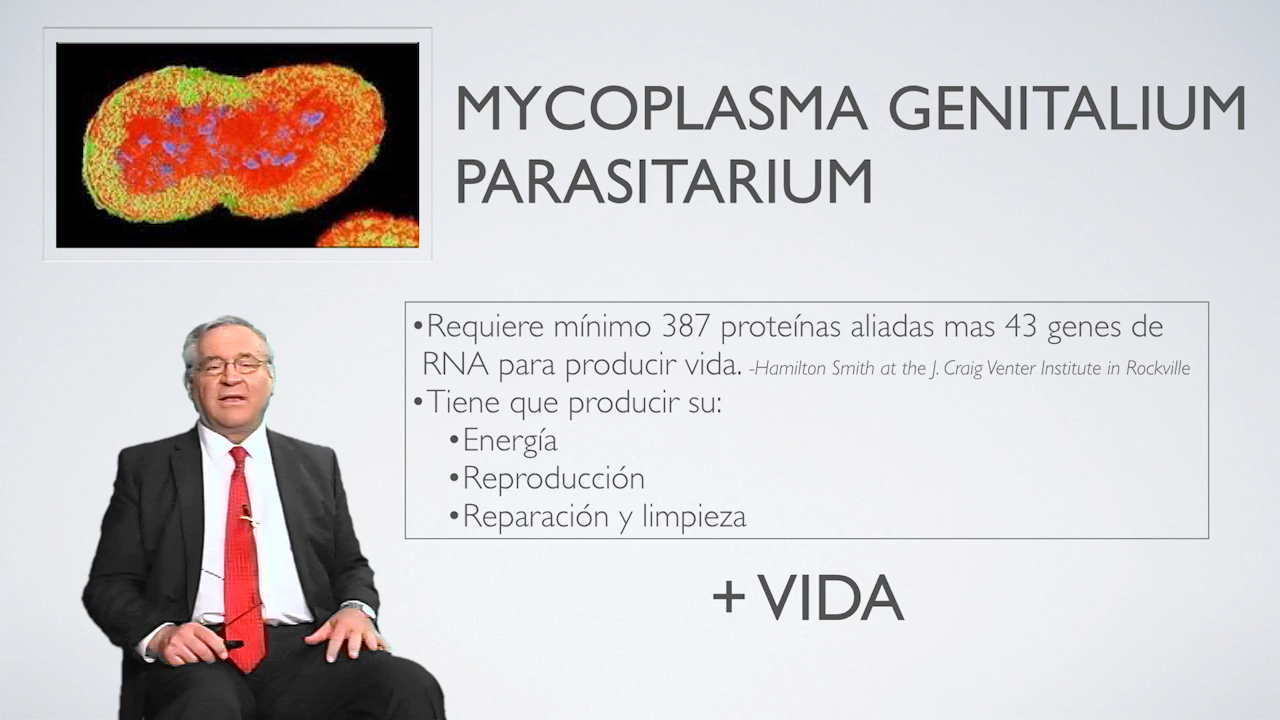 MYCOPLASMA GENITALIUM
PARASITARIUM
•Requiere mínimo 387 proteínas aliadas mas 43 genes de
RNA para producir vida. -Hamilton Smith at the J. Craig Venter Institute in Rockville
•Tiene que producir su:
•Energía
•Reproducción
•Reparación y limpieza
+ VIDA